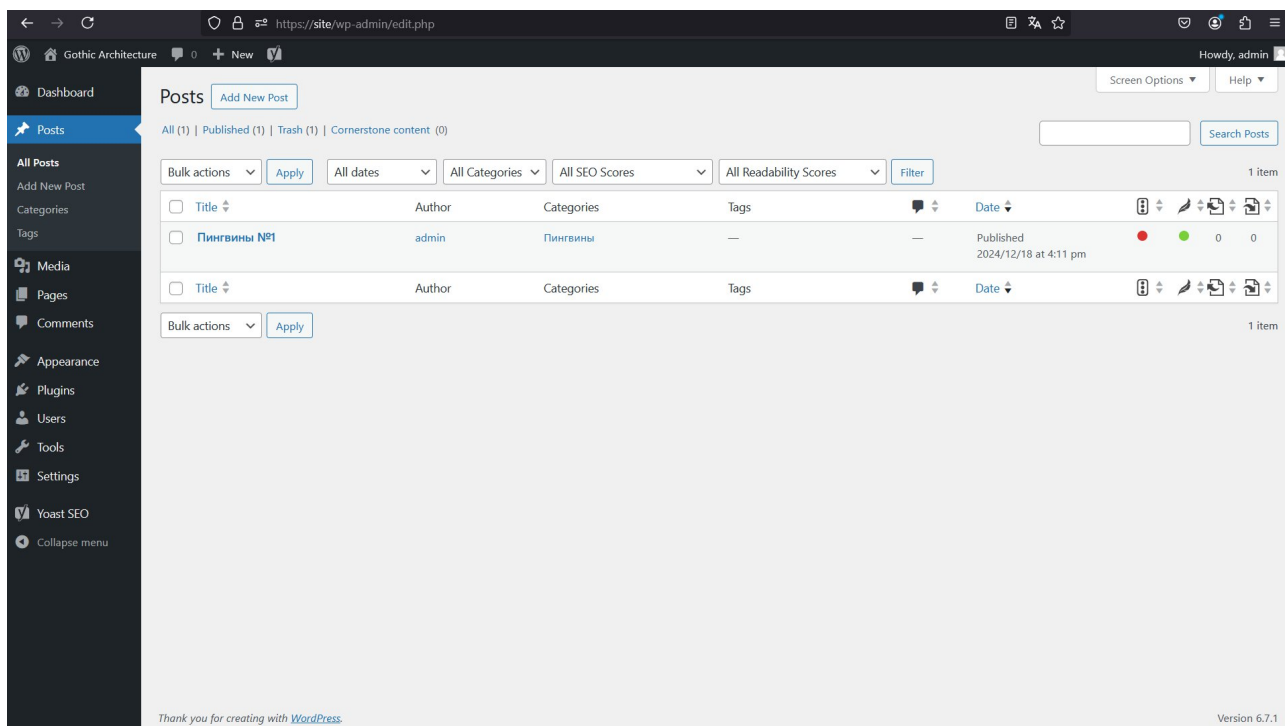 https://site/wp-admin/edit.php
Gothic Architecture 0 + New Howdy, admin
Dashboard
Posts
All Posts
Add New Post
Categories
Tags
Media
Pages
Comments
Appearance
Plugins
Users
Tools
Settings
Yoast SEO
Collapse menu
Screen Options ▼ Help ▼
Posts Add New Post
All (1) | Published (1) | Trash (1) | Cornerstone content (0)
Search Posts
Bulk actions Apply All dates All Categories All SEO Scores All Readability Scores Filter 1 item
Title Author Categories Tags Date
Пингвины №1 admin Пингвины — — Published 0 0
2024/12/18 at 4:11 pm
Title Author Categories Tags Date
Bulk actions Apply 1 item
Thank you for creating with WordPress. Version 6.7.1